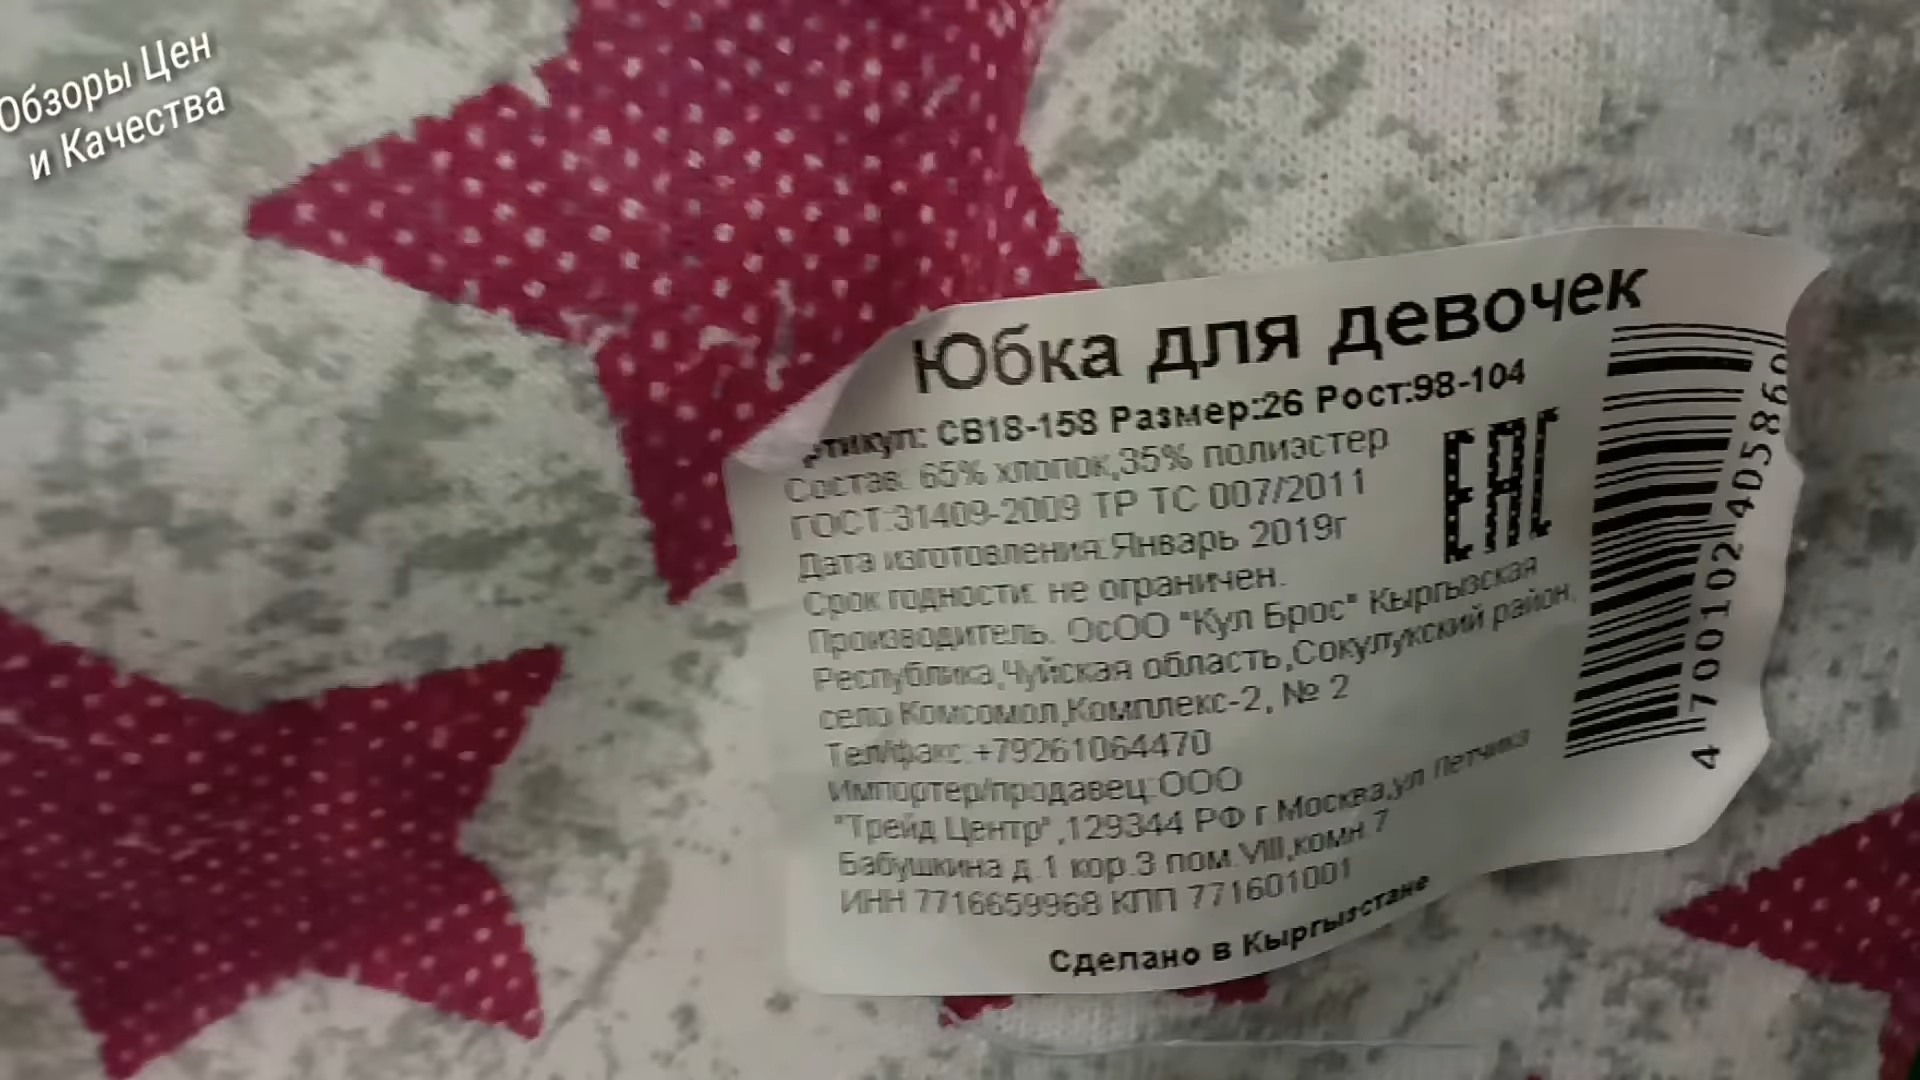 Обзоры Цен
и Качества
Юбка для девочек
ртикул: СВ18-158 Размер:26 Рост:98-104
Состав: 65% хлопок,35% полиэстер
ГОСТ:31409-2009 ТР ТС 007/2011
Дата изготовления:Январь 2019г
Срок годности: не ограничен.
Производитель: ОсОО "Кул Брос" Кыргызская
Республика,Чуйская область,Сокулукский район,
село Комсомол,Комплекс-2, № 2
Тел/факс:+79261064470
Импортер/продавец:ООО
"Трейд Центр",129344 РФ г Москва,ул Летчика
Бабушкина д.1 кор.3 пом.VIII,комн 7
ИНН 7716659968 КПП 771601001
Сделано в Кыргызстане
EAC
4 700102 405860